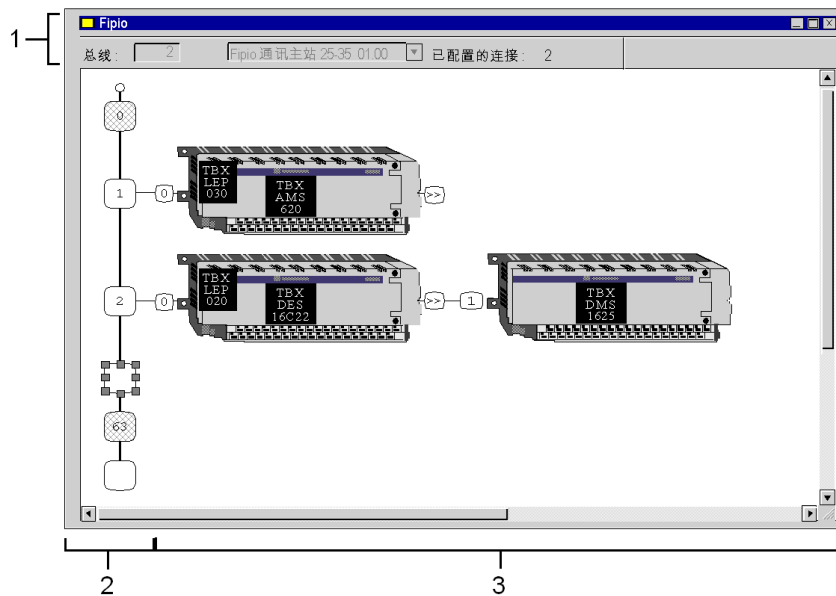 Fipio
1
总线: 2 Fipio 通讯主站 25-35 01.00 已配置的连接: 2
0
1 0 TBX LEP 030 TBX AMS 620 >>
2 0 TBX LEP 020 TBX DES 16C22 >> 1 TBX DMS 1625
63
2 3